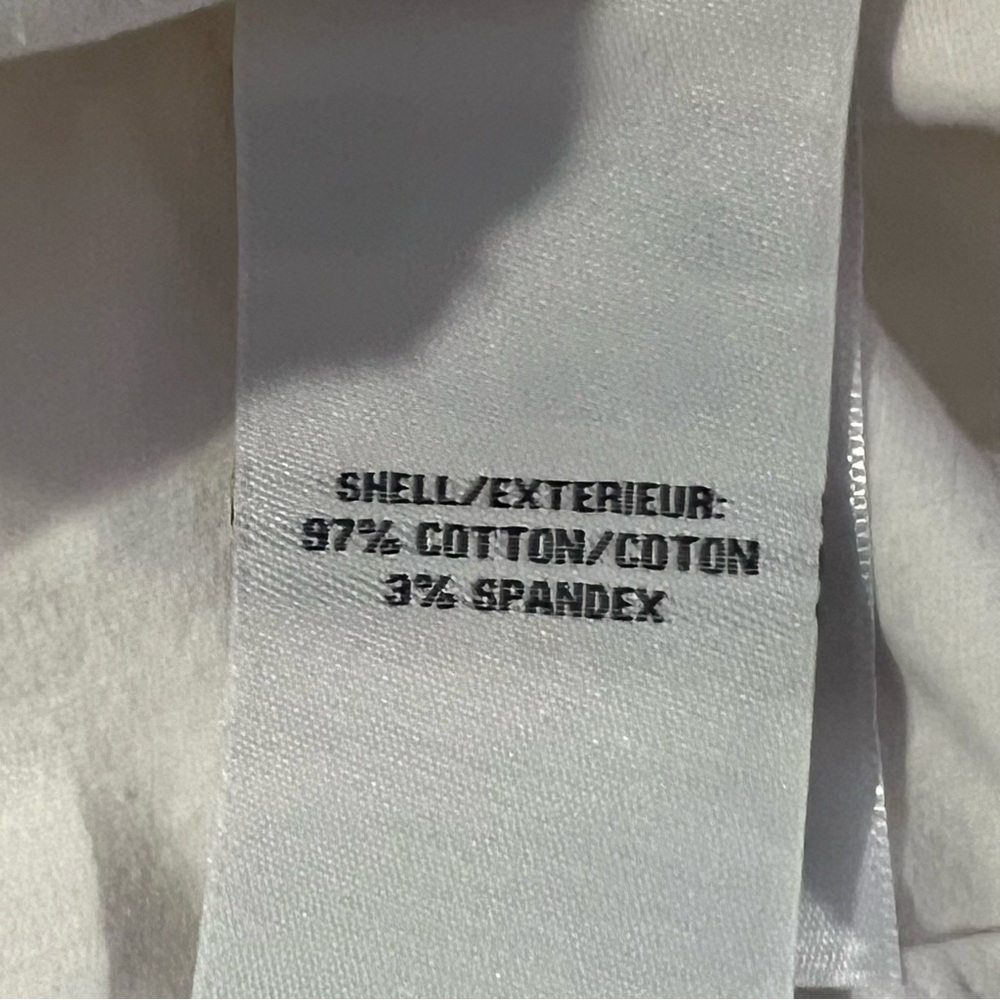 SHELL/EXTERIEUR:
97% COTTON/COTON
3% SPANDEX